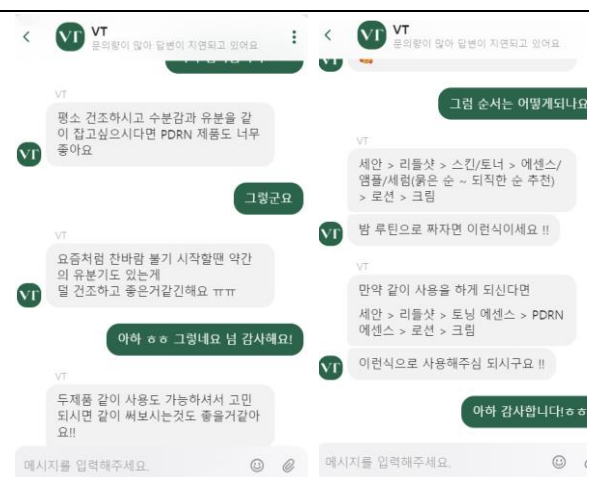 VT
문의량이 많아 답변이 지연되고 있어요
VT
평소 건조하시고 수분감과 유분을 같
이 잡고싶으시다면 PDRN 제품도 너무
좋아요
그렇군요
VT
요즘처럼 찬바람 불기 시작할땐 약간
의 유분기도 있는게
덜 건조하고 좋은거같긴해요 ㅠㅠ
아하 ㅎㅎ 그렇네요 넘 감사해요!
VT
두제품 같이 사용도 가능하셔서 고민
되시면 같이 써보시는것도 좋을거같아
요!!
메시지를 입력해주세요.
VT
문의량이 많아 답변이 지연되고 있어요
그럼 순서는 어떻게되나요
VT
세안 > 리들샷 > 스킨/토너 > 에센스/
앰플/세럼(묽은 순 ~ 되직한 순 추천)
> 로션 > 크림
밤 루틴으로 짜자면 이런식이세요 !!
VT
만약 같이 사용을 하게 되신다면
세안 > 리들샷 > 토닝 에센스 > PDRN
에센스 > 로션 > 크림
이런식으로 사용해주심 되시구요 !!
아하 감사합니다!ㅎㅎ
메시지를 입력해주세요.